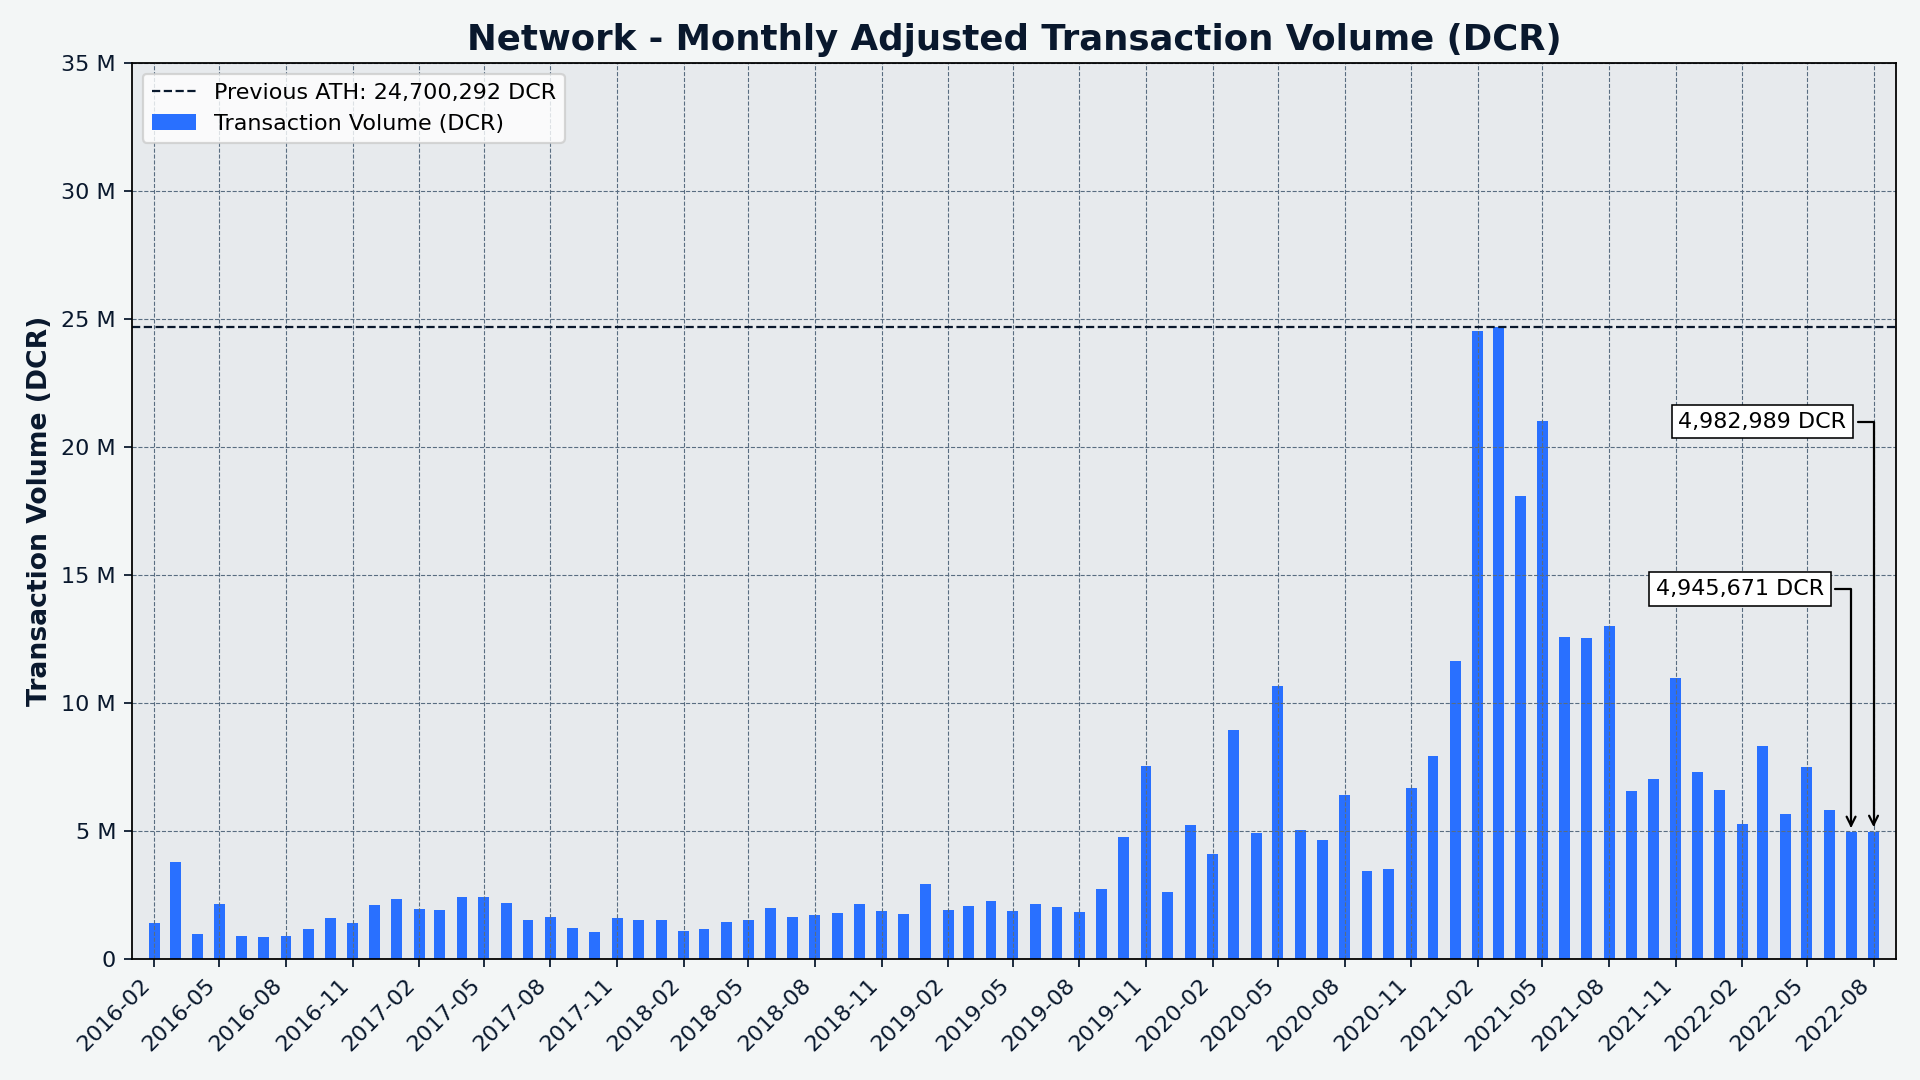 Network - Monthly Adjusted Transaction Volume (DCR)
Previous ATH: 24,700,292 DCR
Transaction Volume (DCR)
Transaction Volume (DCR)
35 M
30 M
25 M
20 M
15 M
10 M
5 M
0
4,982,989 DCR
4,945,671 DCR
2016-02
2016-05
2016-08
2016-11
2017-02
2017-05
2017-08
2017-11
2018-02
2018-05
2018-08
2018-11
2019-02
2019-05
2019-08
2019-11
2020-02
2020-05
2020-08
2020-11
2021-02
2021-05
2021-08
2021-11
2022-02
2022-05
2022-08